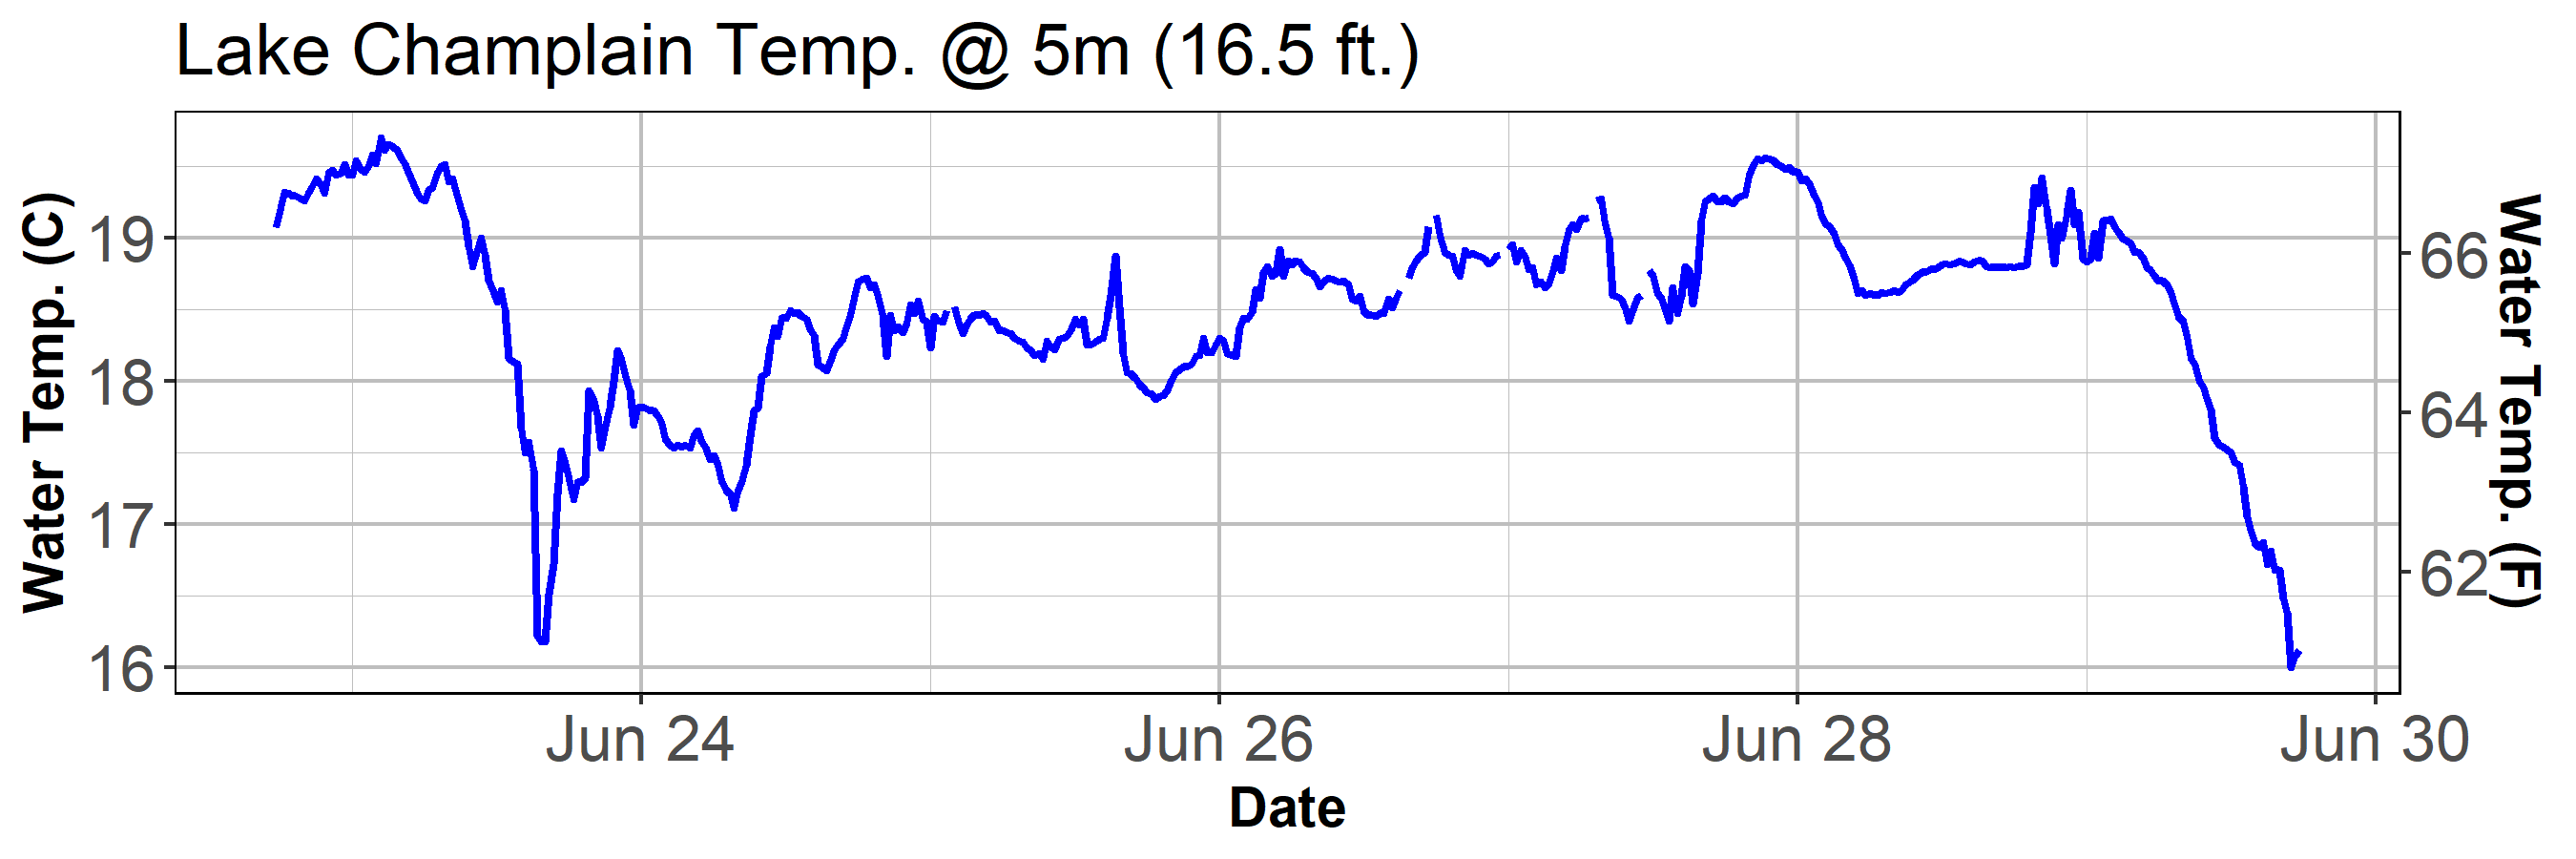 Lake Champlain Temp. @ 5m (16.5 ft.)
Water Temp. (C)
19
18
17
16
66
64
62
Water Temp. (F)
Jun 24
Jun 26
Jun 28
Jun 30
Date